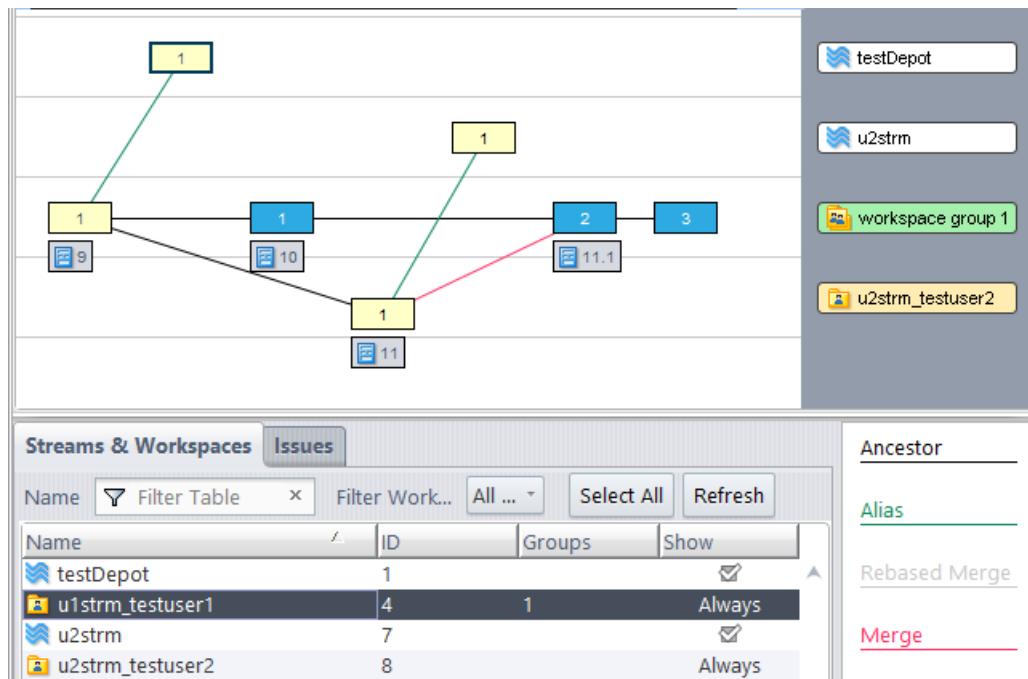 1
testDepot
1
u2strm
1 1 2 3
workspace group 1
9 10 11.1
1
u2strm_testuser2
11
Streams & Workspaces Issues
Ancestor
Name Filter Table × Filter Work... All ... Select All Refresh
Alias
Name ID Groups Show
testDepot 1
Rebased Merge
u1strm_testuser1 4 1 Always
u2strm 7
Merge
u2strm_testuser2 8 Always